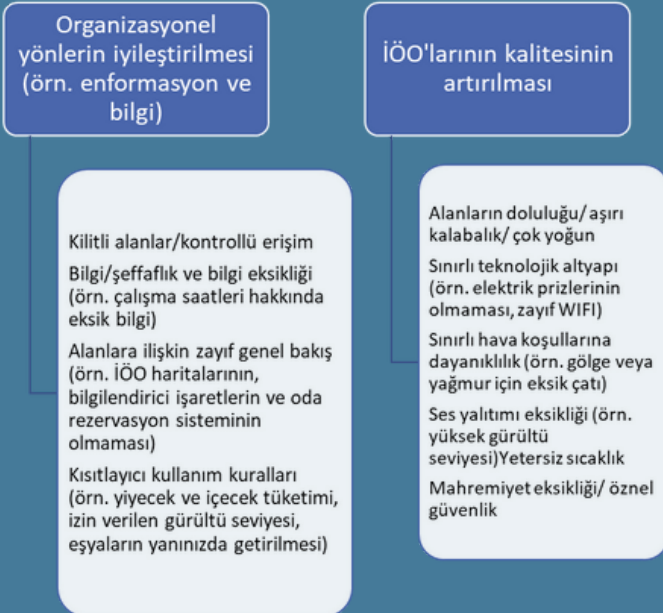 Organizasyonel
yönlerin iyileştirilmesi
(örn. enformasyon ve
bilgi)
Kilitli alanlar/kontrollü erişim
Bilgi/şeffaflık ve bilgi eksikliği
(örn. çalışma saatleri hakkında
eksik bilgi)
Alanlara ilişkin zayıf genel bakış
(örn. İÖO haritalarının,
bilgilendirici işaretlerin ve oda
rezervasyon sisteminin
olmaması)
Kısıtlayıcı kullanım kuralları
(örn. yiyecek ve içecek tüketimi,
izin verilen gürültü seviyesi,
eşyaların yanınızda getirilmesi)
İÖO'larının kalitesinin
artırılması
Alanların doluluğu/ aşırı
kalabalık/ çok yoğun
Sınırlı teknolojik altyapı
(örn. elektrik prizlerinin
olmaması, zayıf WIFI)
Sınırlı hava koşullarına
dayanıklılık (örn. gölge veya
yağmur için eksik çatı)
Ses yalıtımı eksikliği (örn.
yüksek gürültü
seviyesi)Yetersiz sıcaklık
Mahremiyet eksikliği/ öznel
güvenlik